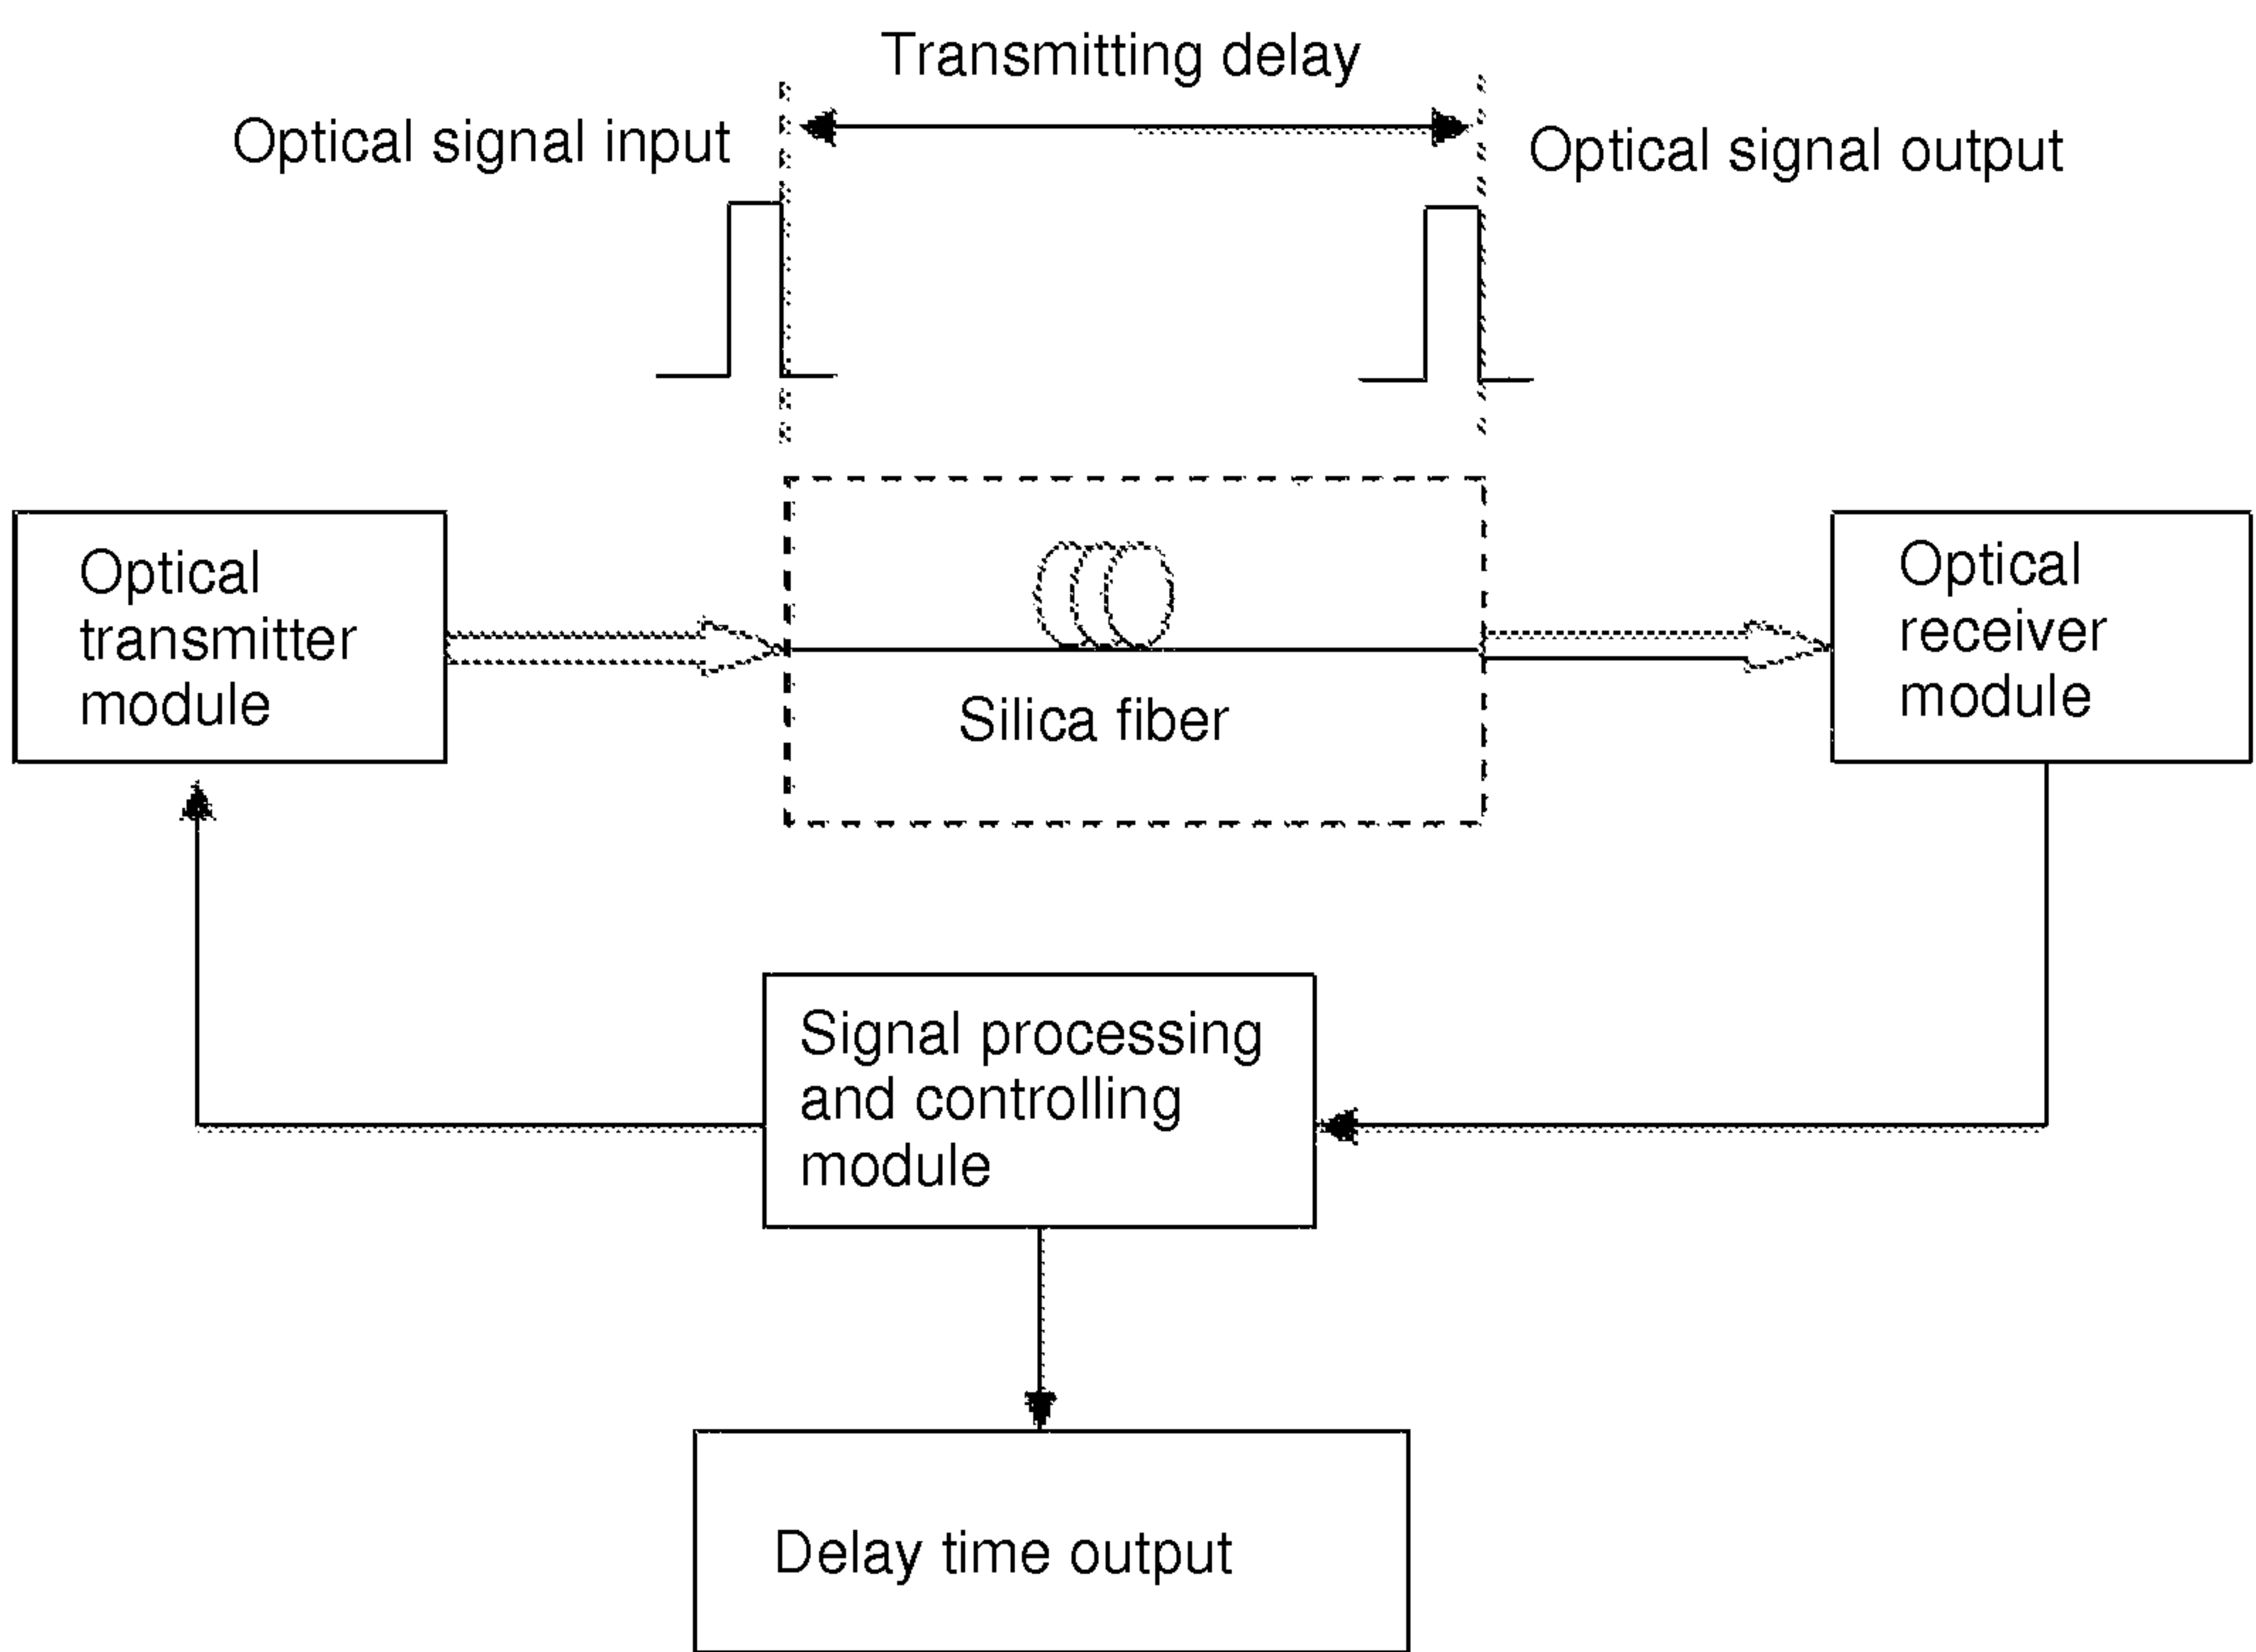 Transmitting delay
Optical signal input
Optical signal output
Optical
transmitter
module
Silica fiber
Optical
receiver
module
Signal processing
and controlling
module
Delay time output